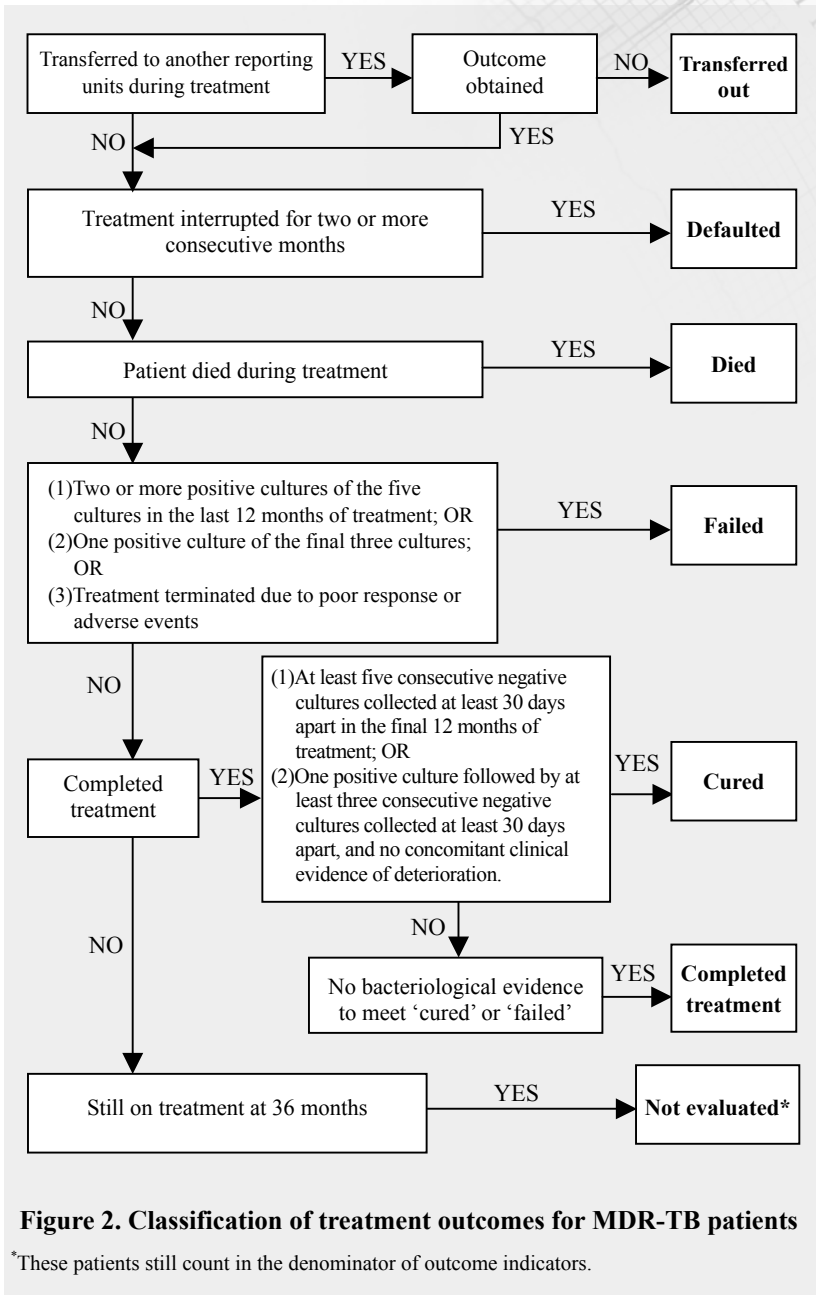 Transferred to another reporting
units during treatment
YES
Outcome
obtained
NO
Transferred
out
NO
YES
Treatment interrupted for two or more
consecutive months
YES
Defaulted
NO
Patient died during treatment
YES
Died
NO
(1)Two or more positive cultures of the five
cultures in the last 12 months of treatment; OR
(2)One positive culture of the final three cultures;
OR
(3)Treatment terminated due to poor response or
adverse events
YES
Failed
NO
Completed
treatment
YES
(1)At least five consecutive negative
cultures collected at least 30 days
apart in the final 12 months of
treatment; OR
(2)One positive culture followed by at
least three consecutive negative
cultures collected at least 30 days
apart, and no concomitant clinical
evidence of deterioration.
YES
Cured
NO
NO
No bacteriological evidence
to meet ‘cured’ or ‘failed’
YES
Completed
treatment
Still on treatment at 36 months
YES
Not evaluated*
Figure 2. Classification of treatment outcomes for MDR-TB patients
*These patients still count in the denominator of outcome indicators.